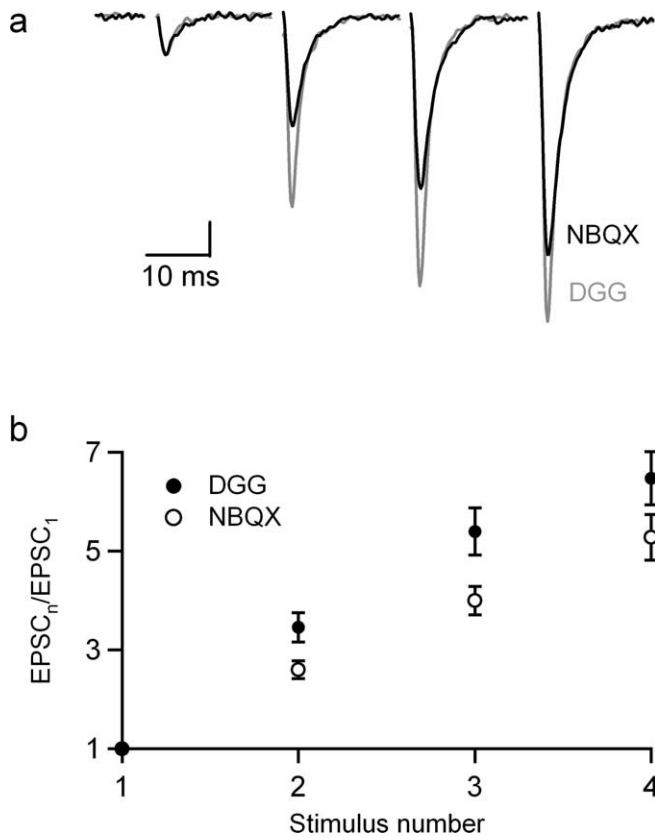 a
10 ms
NBQX
DGG
b
7
5
3
1
EPSCₙ/EPSC₁
DGG
NBQX
1 2 3 4
Stimulus number